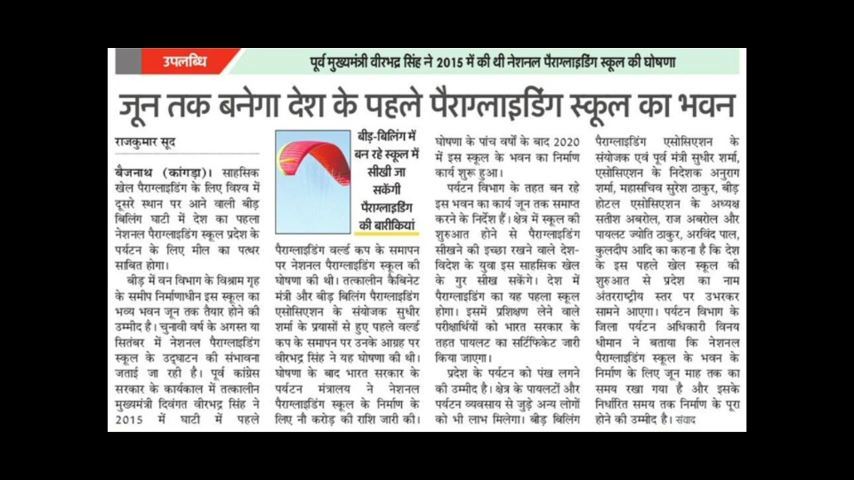 उपलब्धि
पूर्व मुख्यमंत्री वीरभद्र सिंह ने 2015 में की थी नेशनल पैराग्लाइडिंग स्कूल की घोषणा
जून तक बनेगा देश के पहले पैराग्लाइडिंग स्कूल का भवन
राजकुमार सूद
बैजनाथ (कांगड़ा)। साहसिक
खेल पैराग्लाइडिंग के लिए विश्व में
दूसरे स्थान पर आने वाली बीड़
बिलिंग घाटी में देश का पहला
नेशनल पैराग्लाइडिंग स्कूल प्रदेश के
पर्यटन के लिए मील का पत्थर
साबित होगा।
बीड़ में वन विभाग के विश्राम गृह
के समीप निर्माणाधीन इस स्कूल का
भव्य भवन जून तक तैयार होने की
उम्मीद है। चुनावी वर्ष के अगस्त या
सितंबर में नेशनल पैराग्लाइडिंग
स्कूल के उद्घाटन की संभावना
जताई जा रही है। पूर्व कांग्रेस
सरकार के कार्यकाल में तत्कालीन
मुख्यमंत्री दिवंगत वीरभद्र सिंह ने
2015 में घाटी में पहले
बीड़-बिलिंग में
बन रहे स्कूल में
सीखी जा
सकेंगी
पैराग्लाइडिंग
की बारीकियां
पैराग्लाइडिंग वर्ल्ड कप के समापन
पर नेशनल पैराग्लाइडिंग स्कूल की
घोषणा की थी। तत्कालीन कैबिनेट
मंत्री और बीड़ बिलिंग पैराग्लाइडिंग
एसोसिएशन के संयोजक सुधीर
शर्मा के प्रयासों से हुए पहले वर्ल्ड
कप के समापन पर उनके आग्रह पर
वीरभद्र सिंह ने यह घोषणा की थी।
घोषणा के बाद भारत सरकार के
पर्यटन मंत्रालय ने नेशनल
पैराग्लाइडिंग स्कूल के निर्माण के
लिए नौ करोड़ की राशि जारी की।
घोषणा के पांच वर्षों के बाद 2020
में इस स्कूल के भवन का निर्माण
कार्य शुरू हुआ।
पर्यटन विभाग के तहत बन रहे
इस भवन का कार्य जून तक समाप्त
करने के निर्देश हैं। क्षेत्र में स्कूल की
शुरुआत होने से पैराग्लाइडिंग
सीखने की इच्छा रखने वाले देश-
विदेश के युवा इस साहसिक खेल
के गुर सीख सकेंगे। देश में
पैराग्लाइडिंग का यह पहला स्कूल
होगा। इसमें प्रशिक्षण लेने वाले
परीक्षार्थियों को भारत सरकार के
तहत पायलट का सर्टिफिकेट जारी
किया जाएगा।
प्रदेश के पर्यटन को पंख लगने
की उम्मीद है। क्षेत्र के पायलटों और
पर्यटन व्यवसाय से जुड़े अन्य लोगों
को भी लाभ मिलेगा। बीड़ बिलिंग
पैराग्लाइडिंग एसोसिएशन के
संयोजक एवं पूर्व मंत्री सुधीर शर्मा,
एसोसिएशन के निदेशक अनुराग
शर्मा, महासचिव सुरेश ठाकुर, बीड़
होटल एसोसिएशन के अध्यक्ष
सतीश अबरोल, राज अबरोल और
पायलट ज्योति ठाकुर, अरविंद पाल,
कुलदीप आदि का कहना है कि देश
के इस पहले खेल स्कूल की
शुरुआत से प्रदेश का नाम
अंतरराष्ट्रीय स्तर पर उभरकर
सामने आएगा। पर्यटन विभाग के
जिला पर्यटन अधिकारी विनय
धीमान ने बताया कि नेशनल
पैराग्लाइडिंग स्कूल के भवन के
निर्माण के लिए जून माह तक का
समय रखा गया है और इसके
निर्धारित समय तक निर्माण के पूरा
होने की उम्मीद है। संवाद